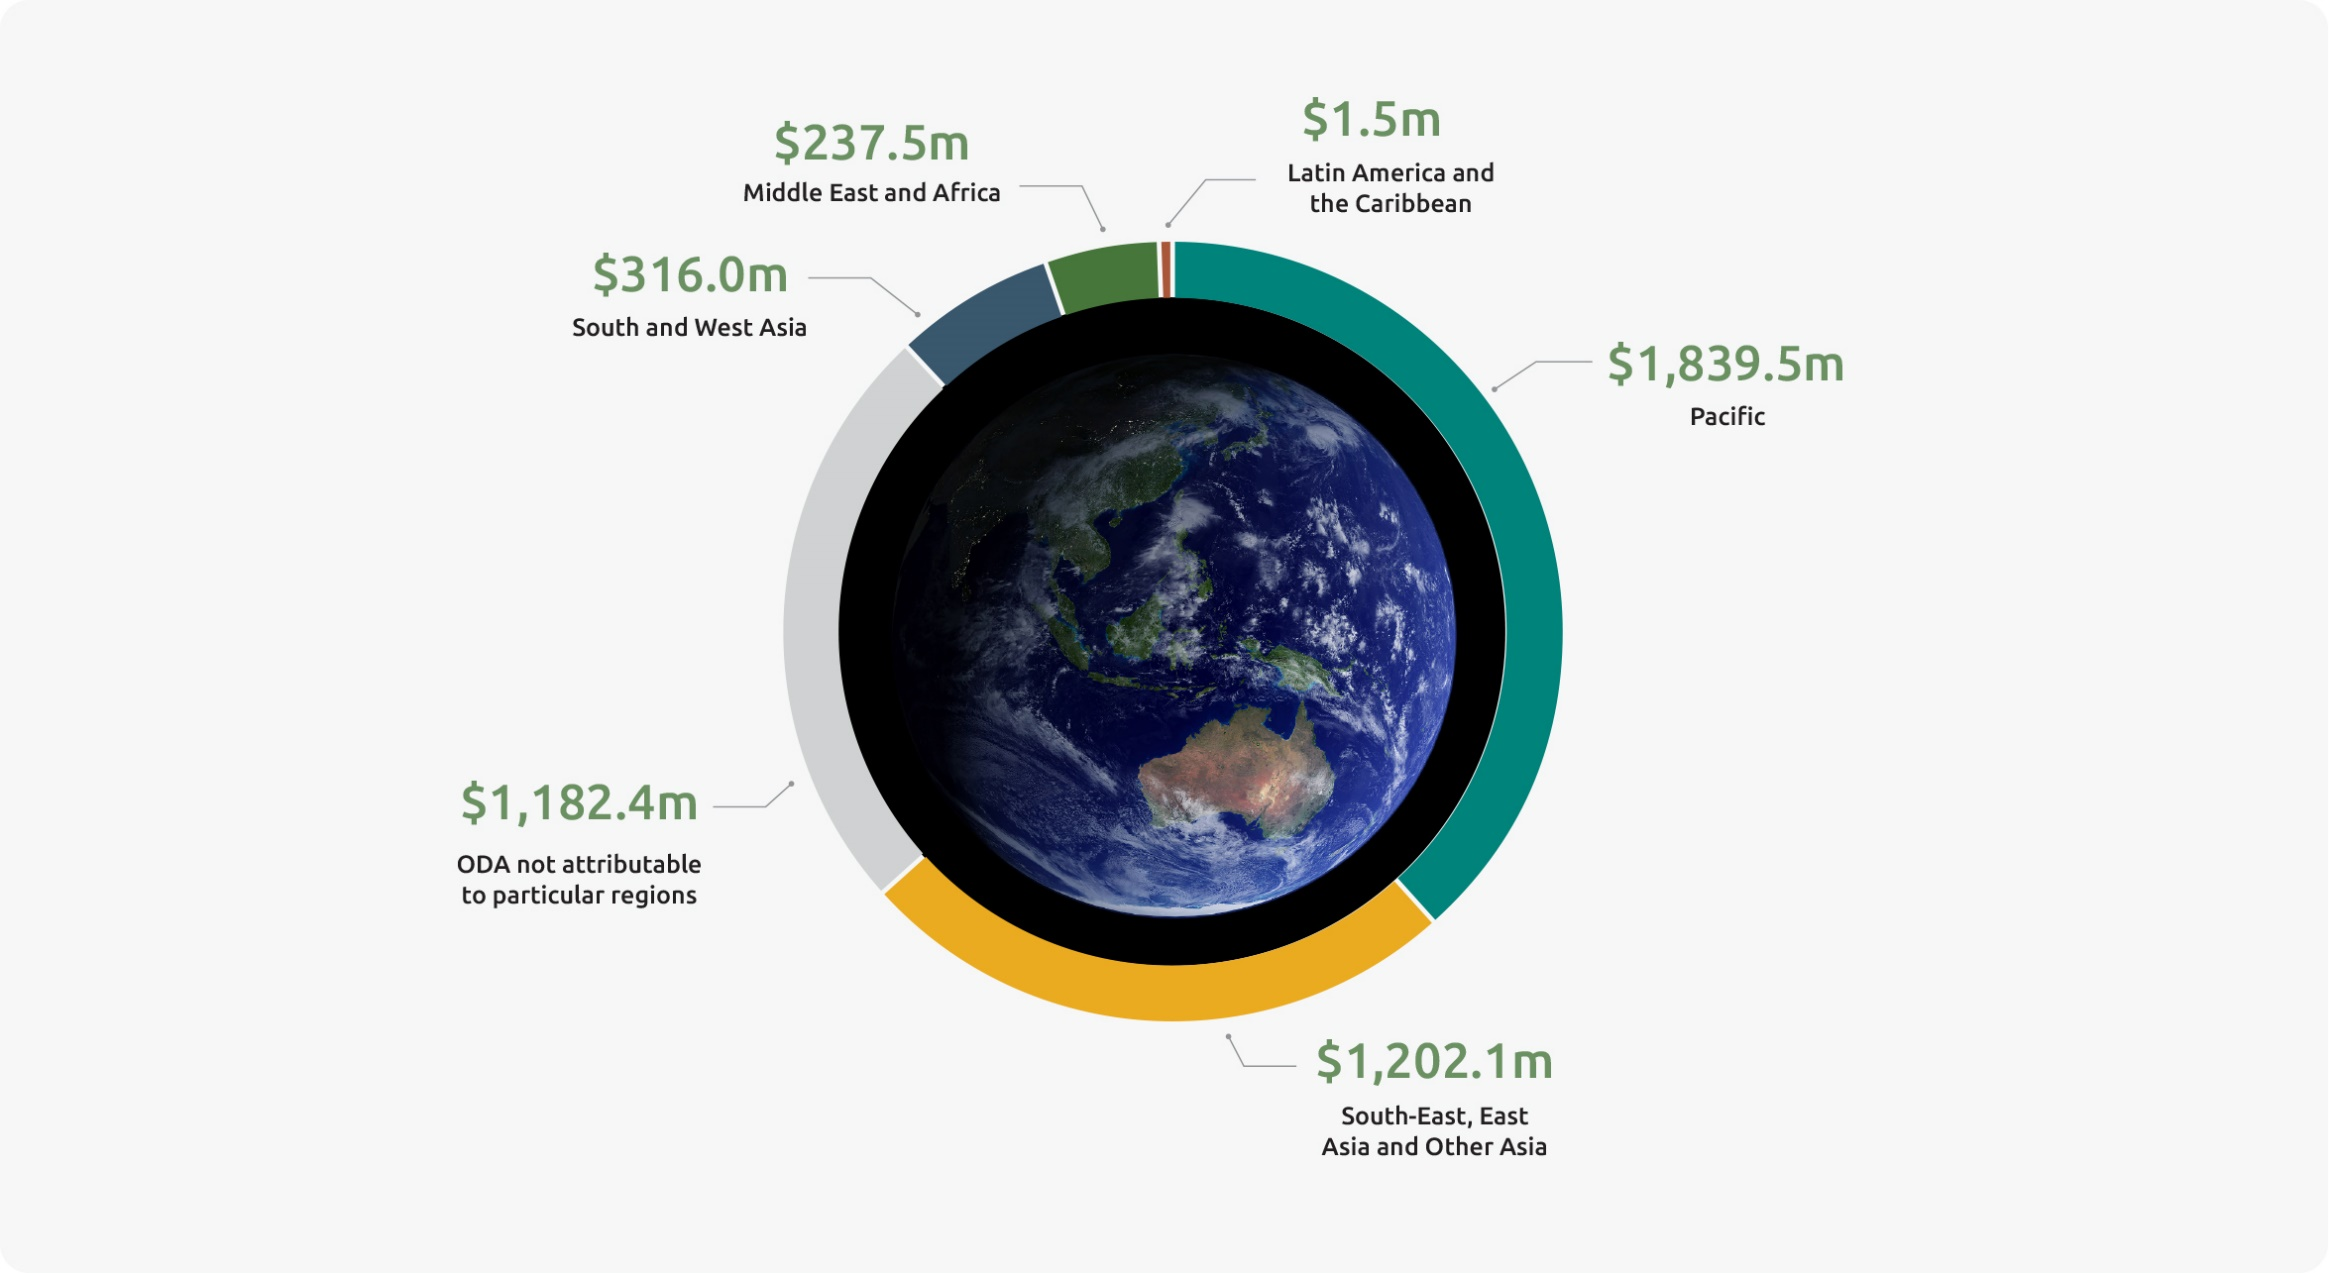 $1.5m
Latin America and
the Caribbean
$237.5m
Middle East and Africa
$316.0m
South and West Asia
$1,839.5m
Pacific
$1,182.4m
ODA not attributable
to particular regions
$1,202.1m
South-East, East
Asia and Other Asia